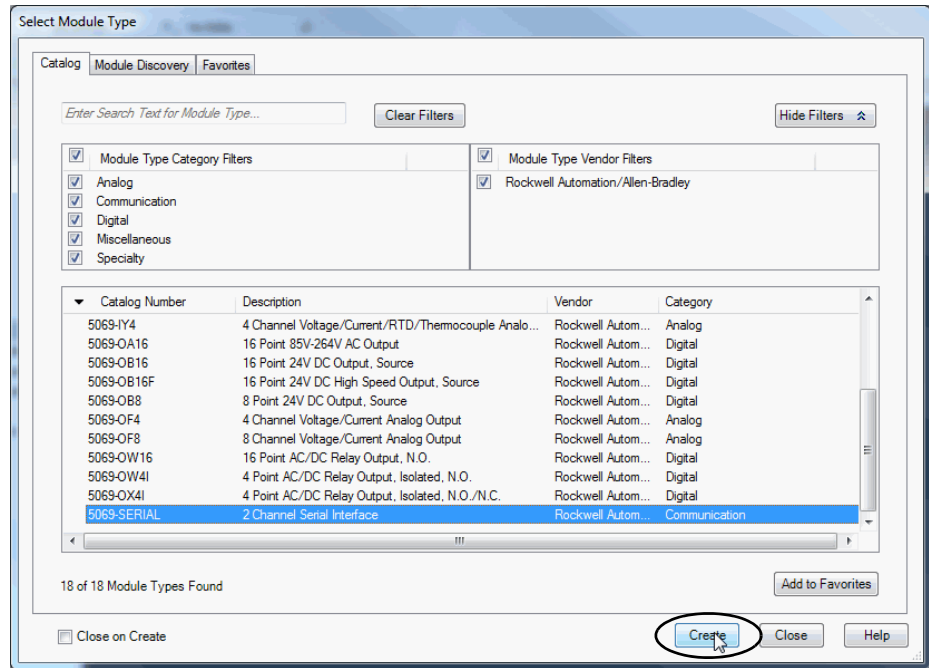 Select Module Type
Catalog Module Discovery Favorites
Enter Search Text for Module Type... Clear Filters Hide Filters
Module Type Category Filters Module Type Vendor Filters
Analog Rockwell Automation/Allen-Bradley
Communication
Digital
Miscellaneous
Specialty
Catalog Number Description Vendor Category
5069-IY4 4 Channel Voltage/Current/RTD/Thermocouple Analo... Rockwell Autom... Analog
5069-OA16 16 Point 85V-264V AC Output Rockwell Autom... Digital
5069-OB16 16 Point 24V DC Output, Source Rockwell Autom... Digital
5069-OB16F 16 Point 24V DC High Speed Output, Source Rockwell Autom... Digital
5069-OB8 8 Point 24V DC Output, Source Rockwell Autom... Digital
5069-OF4 4 Channel Voltage/Current Analog Output Rockwell Autom... Analog
5069-OF8 8 Channel Voltage/Current Analog Output Rockwell Autom... Analog
5069-OW16 16 Point AC/DC Relay Output, N.O. Rockwell Autom... Digital
5069-OW4I 4 Point AC/DC Relay Output, Isolated, N.O. Rockwell Autom... Digital
5069-OX4I 4 Point AC/DC Relay Output, Isolated, N.O./N.C. Rockwell Autom... Digital
5069-SERIAL 2 Channel Serial Interface Rockwell Autom... Communication
18 of 18 Module Types Found Add to Favorites
Close on Create Create Close Help